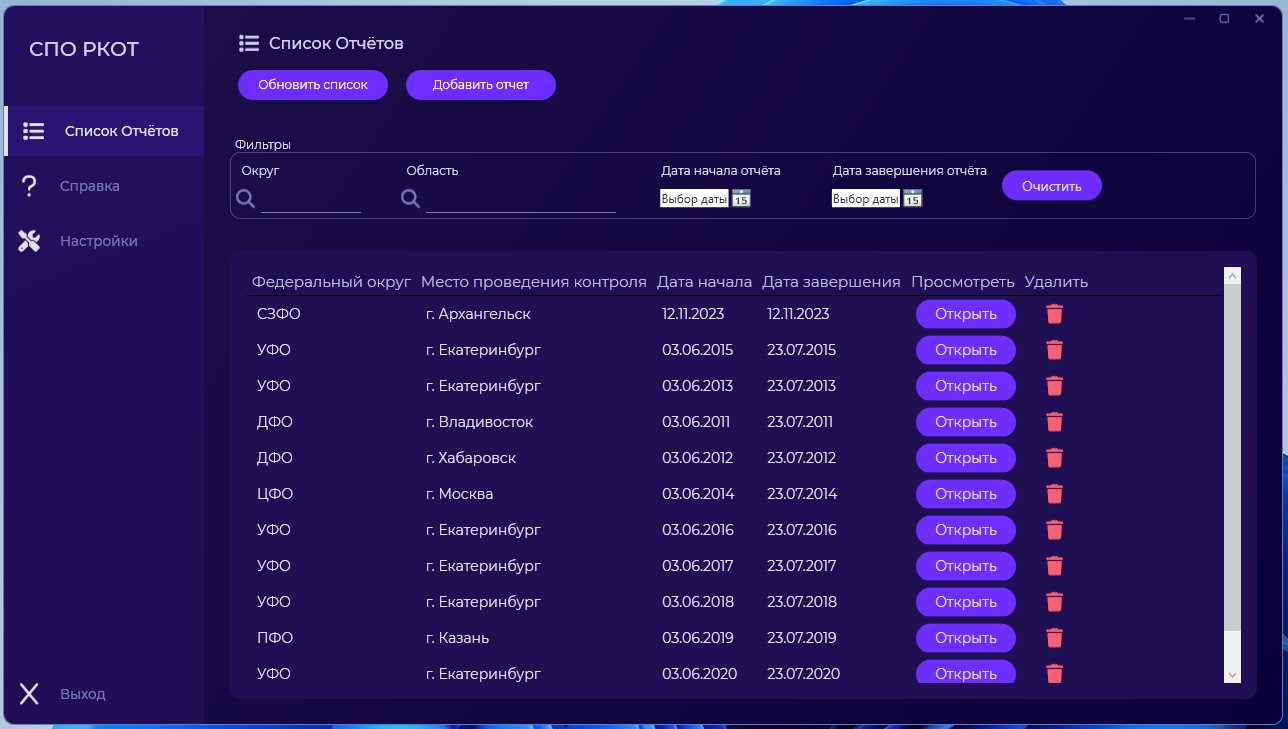 СПО РКОТ
Список Отчётов
Справка
Настройки
Выход
Список Отчётов
Обновить список Добавить отчет
Фильтры
Округ Область Дата начала отчёта Дата завершения отчёта
Выбор даты 15 Выбор даты 15 Очистить
Федеральный округ Место проведения контроля Дата начала Дата завершения Просмотреть Удалить
СЗФО г. Архангельск 12.11.2023 12.11.2023 Открыть
УФО г. Екатеринбург 03.06.2015 23.07.2015 Открыть
УФО г. Екатеринбург 03.06.2013 23.07.2013 Открыть
ДФО г. Владивосток 03.06.2011 23.07.2011 Открыть
ДФО г. Хабаровск 03.06.2012 23.07.2012 Открыть
ЦФО г. Москва 03.06.2014 23.07.2014 Открыть
УФО г. Екатеринбург 03.06.2016 23.07.2016 Открыть
УФО г. Екатеринбург 03.06.2017 23.07.2017 Открыть
УФО г. Екатеринбург 03.06.2018 23.07.2018 Открыть
ПФО г. Казань 03.06.2019 23.07.2019 Открыть
УФО г. Екатеринбург 03.06.2020 23.07.2020 Открыть